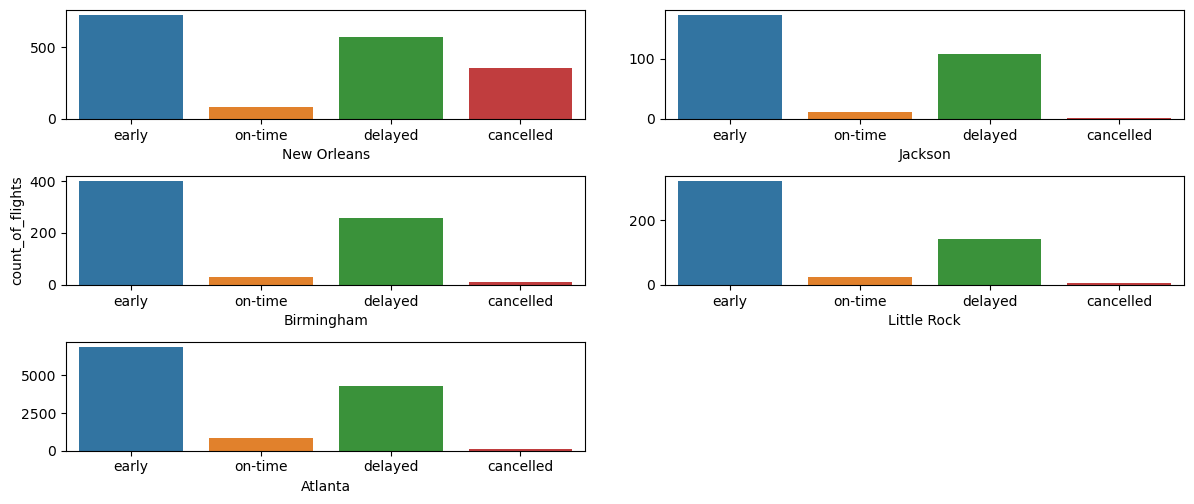 500
0
early on-time delayed cancelled
New Orleans
100
0
early on-time delayed cancelled
Jackson
count_of_flights
400
200
0
early on-time delayed cancelled
Birmingham
200
0
early on-time delayed cancelled
Little Rock
5000
2500
0
early on-time delayed cancelled
Atlanta